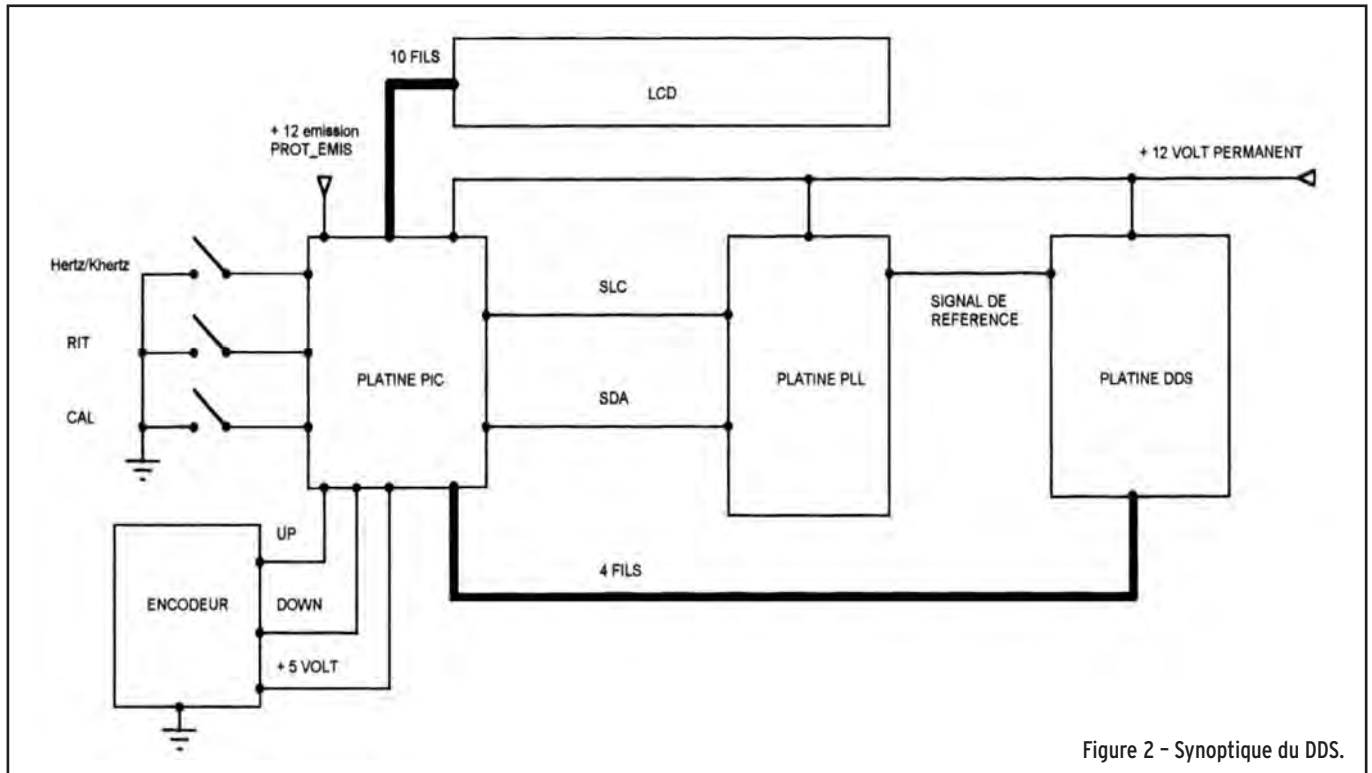 10 FILS
LCD
+ 12 emission
PROT_EMIS
+ 12 VOLT PERMANENT
Hertz/Khertz
RIT
CAL
PLATINE PIC
SLC
SDA
PLATINE PLL
SIGNAL DE
REFERENCE
PLATINE DDS
UP
DOWN
+ 5 VOLT
ENCODEUR
4 FILS
Figure 2 – Synoptique du DDS.